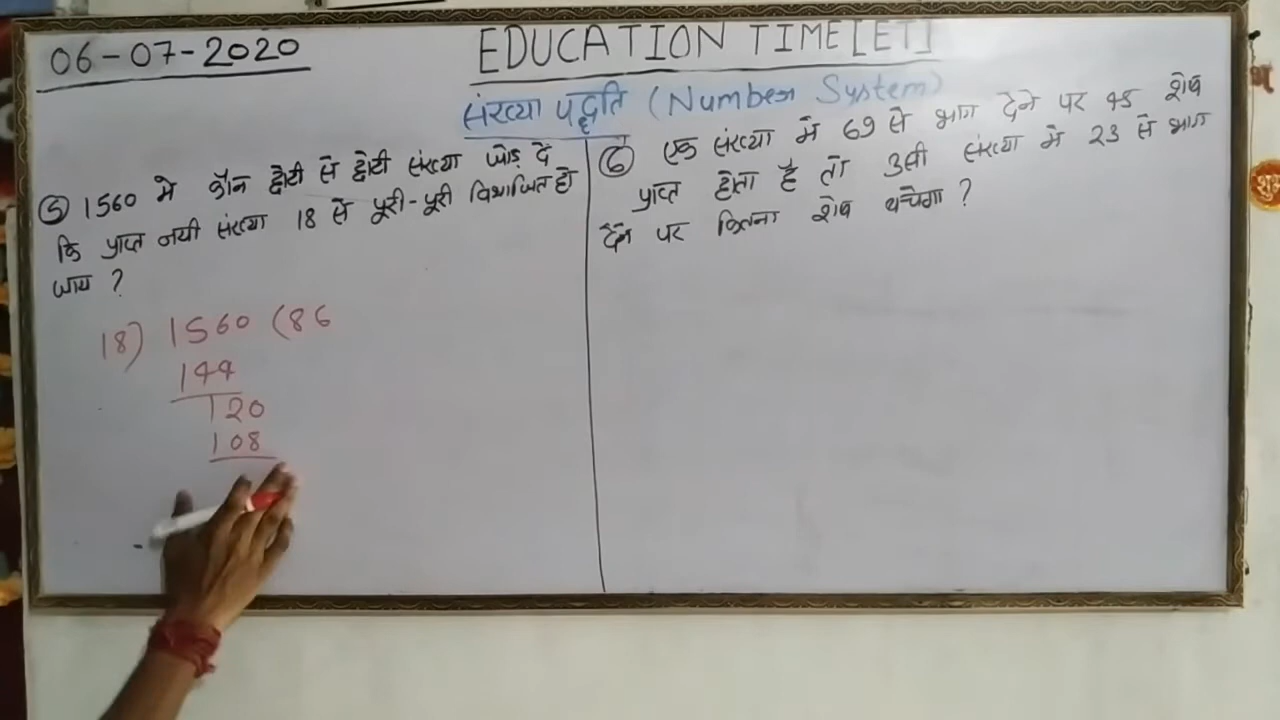 06-07-2020
EDUCATION TIME[ET]
संख्या पद्धति (Number System)
⑤ 1560 मे कौन छोटी से छोटी संख्या जोड़ दे
कि प्राप्त नयी संख्या 18 से पूरी-पूरी विभाजित हो
जाय ?
18) 1560 (86
144
120
108
⑥ एक संख्या मे 69 से भाग देने पर 45 शेष
प्राप्त होता है तो उसी संख्या मे 23 से भाग
देने पर कितना शेष बचेगा ?